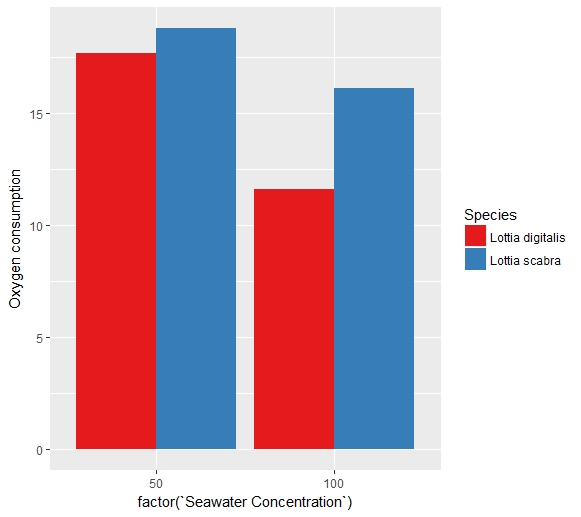 Oxygen consumption
15
10
5
0
50
100
factor(`Seawater Concentration`)
Species
Lottia digitalis
Lottia scabra